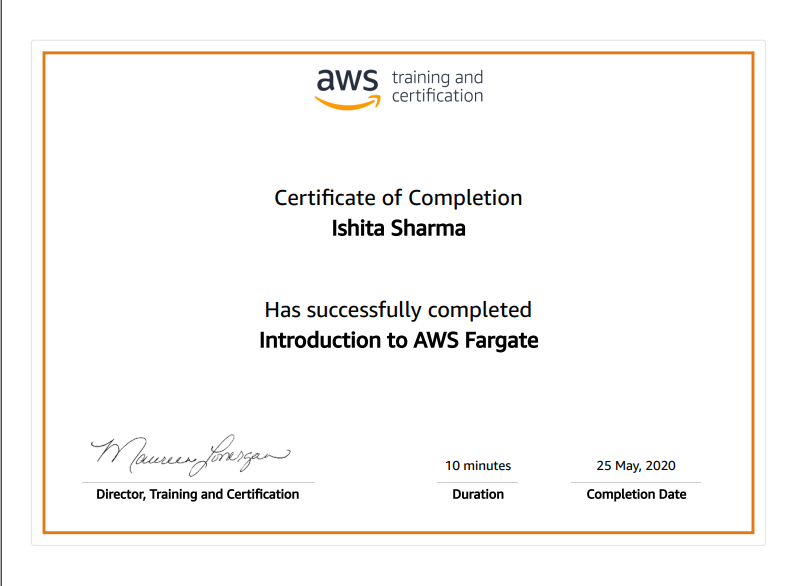 aws training and
certification
Certificate of Completion
Ishita Sharma
Has successfully completed
Introduction to AWS Fargate
Maureen Lonergan
Director, Training and Certification
10 minutes
Duration
25 May, 2020
Completion Date